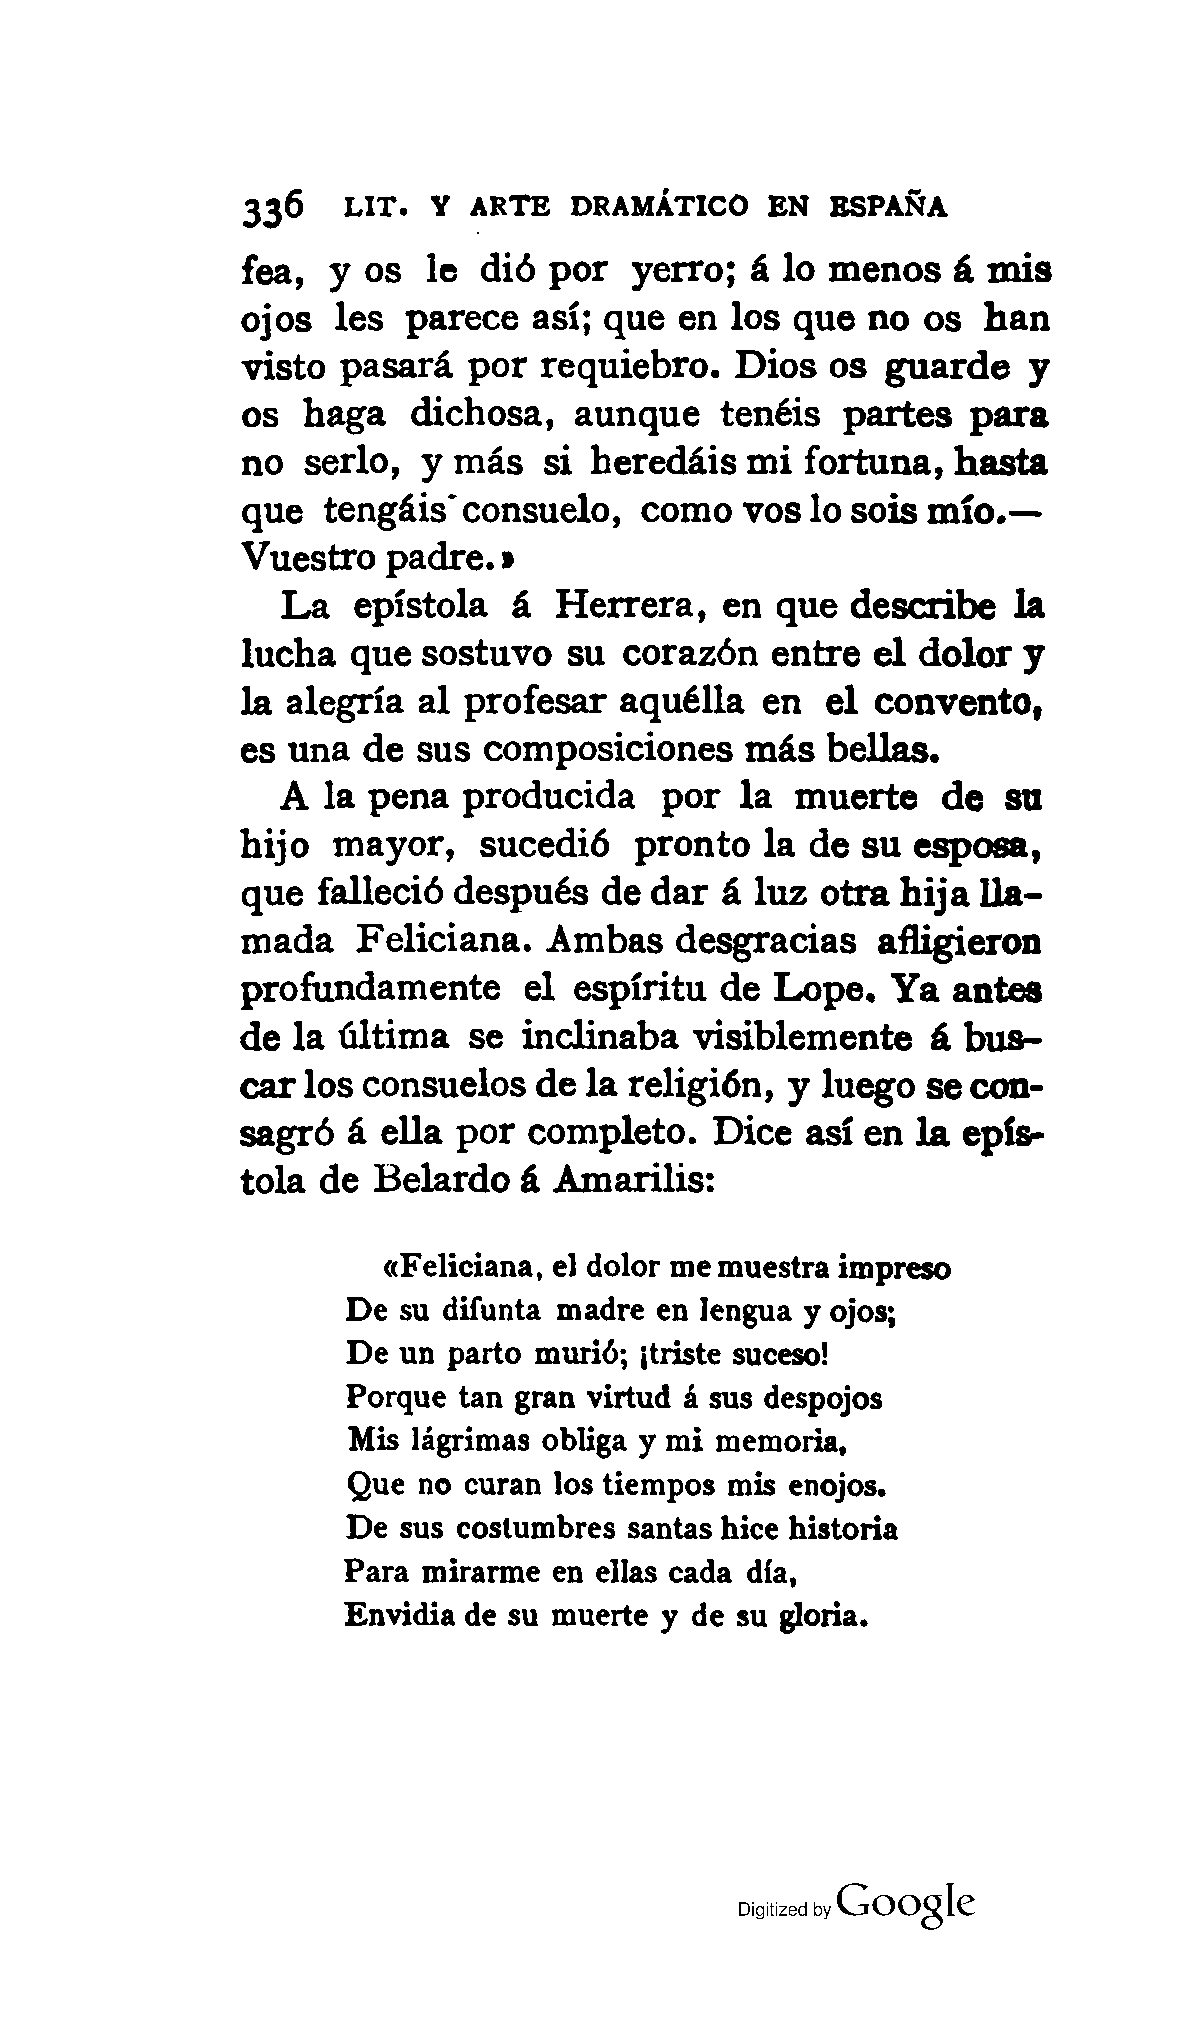 336 LIT. Y ARTE DRAMÁTICO EN ESPAÑA
fea, y os le dió por yerro; á lo menos á mis
ojos les parece así; que en los que no os han
visto pasará por requiebro. Dios os guarde y
os haga dichosa, aunque tenéis partes para
no serlo, y más si heredáis mi fortuna, hasta
que tengáis consuelo, como vos lo sois mío.—
Vuestro padre.»
La epístola á Herrera, en que describe la
lucha que sostuvo su corazón entre el dolor y
la alegría al profesar aquélla en el convento,
es una de sus composiciones más bellas.
A la pena producida por la muerte de su
hijo mayor, sucedió pronto la de su esposa,
que falleció después de dar á luz otra hija lla-
mada Feliciana. Ambas desgracias afligieron
profundamente el espíritu de Lope. Ya antes
de la última se inclinaba visiblemente á bus-
car los consuelos de la religión, y luego se con-
sagró á ella por completo. Dice así en la epís-
tola de Belardo á Amarilis:
«Feliciana, el dolor me muestra impreso
De su difunta madre en lengua y ojos;
De un parto murió; ¡triste suceso!
Porque tan gran virtud á sus despojos
Mis lágrimas obliga y mi memoria,
Que no curan los tiempos mis enojos.
De sus costumbres santas hice historia
Para mirarme en ellas cada día,
Envidia de su muerte y de su gloria.
Digitized by Google